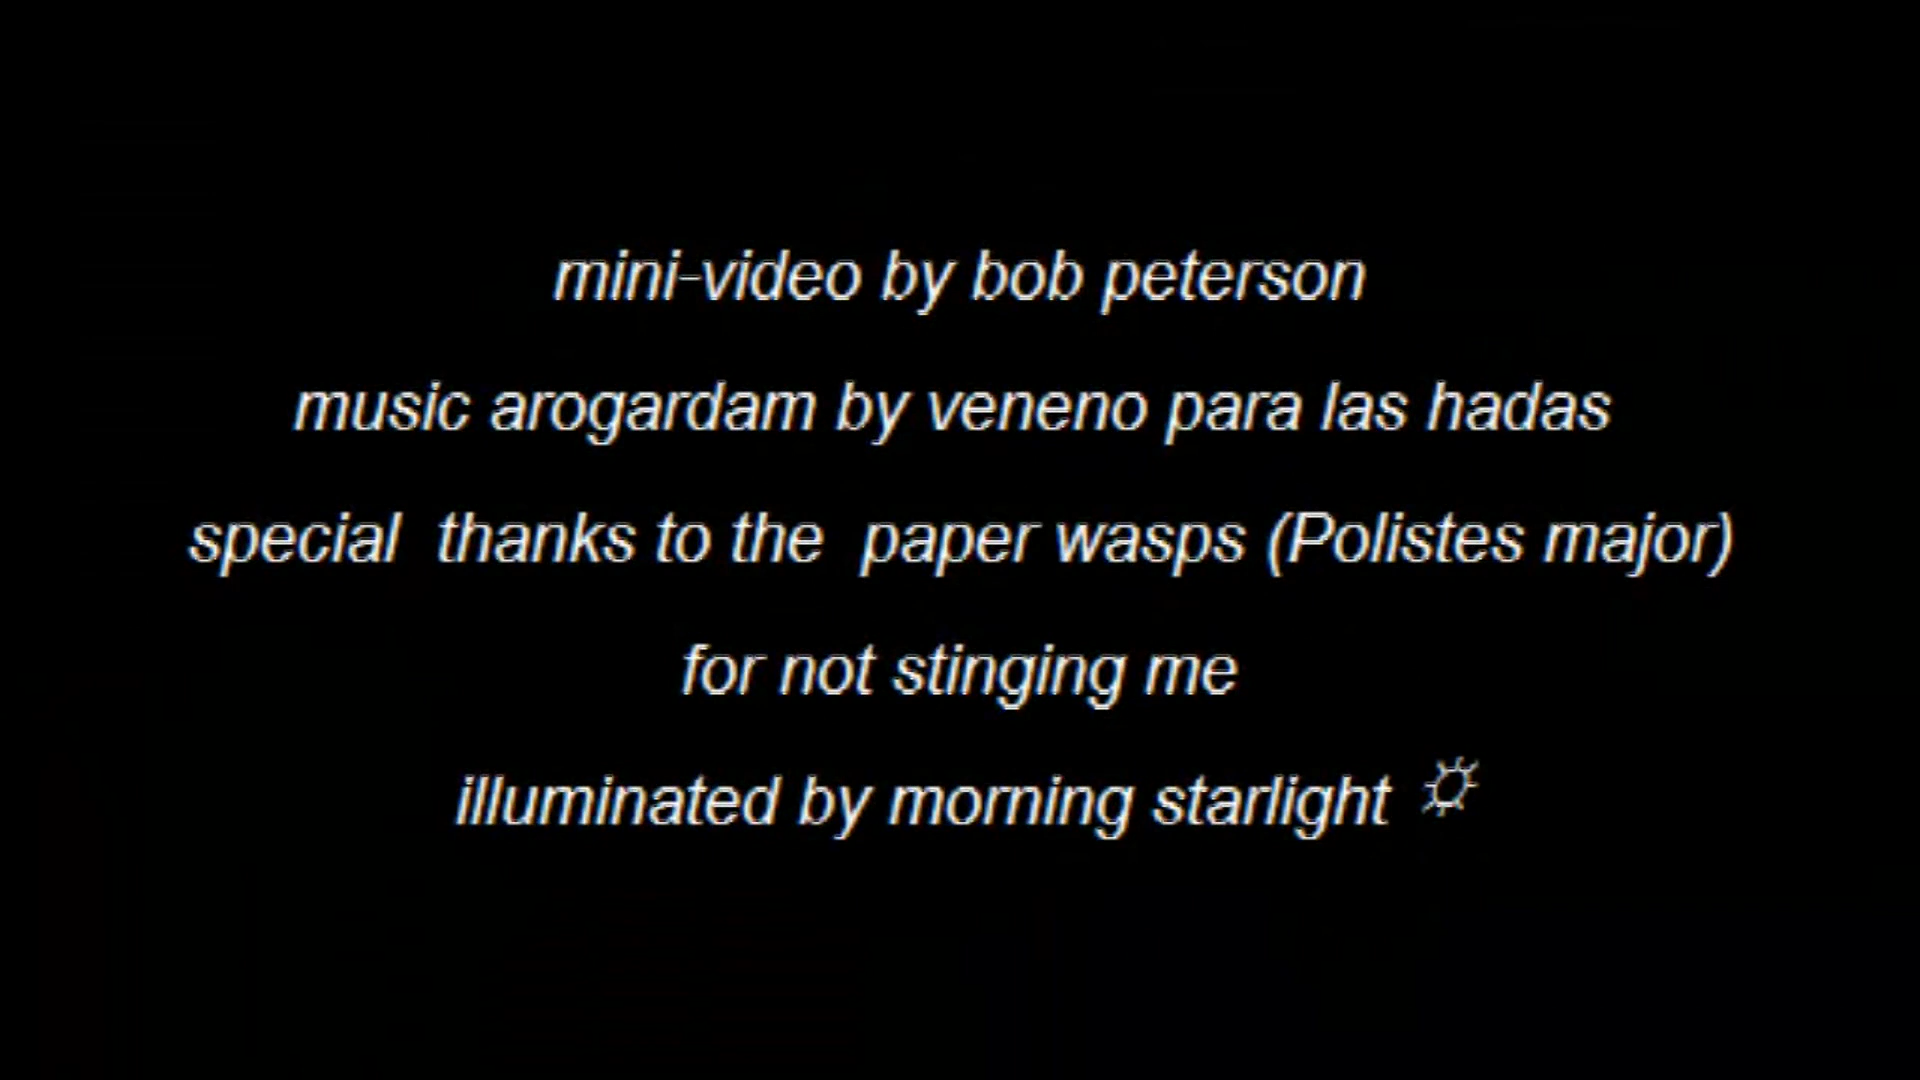 mini-video by bob peterson
music arogardam by veneno para las hadas
special  thanks to the  paper wasps (Polistes major)
for not stinging me
illuminated by morning starlight ☼